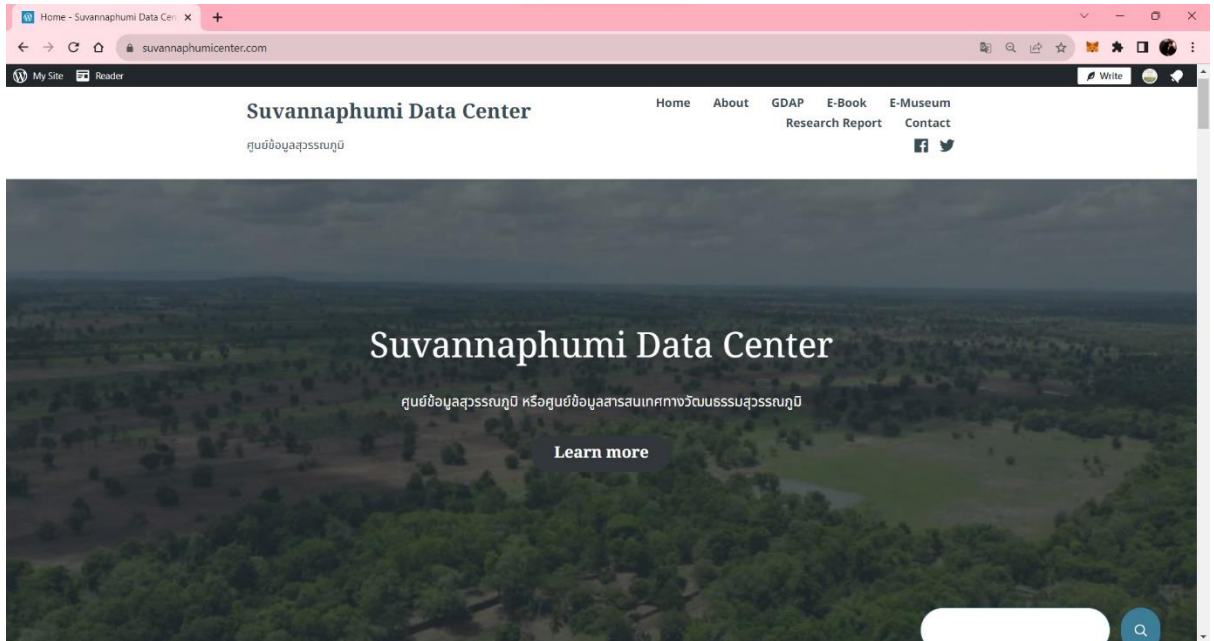 Home - Suvannaphumi Data Cen
suvannaphumicenter.com
My Site Reader Write
Suvannaphumi Data Center
ศูนย์ข้อมูลสุวรรณภูมิ
Home About GDAP E-Book E-Museum
Research Report Contact
Suvannaphumi Data Center
ศูนย์ข้อมูลสุวรรณภูมิ หรือศูนย์ข้อมูลสารสนเทศทางวัฒนธรรมสุวรรณภูมิ
Learn more